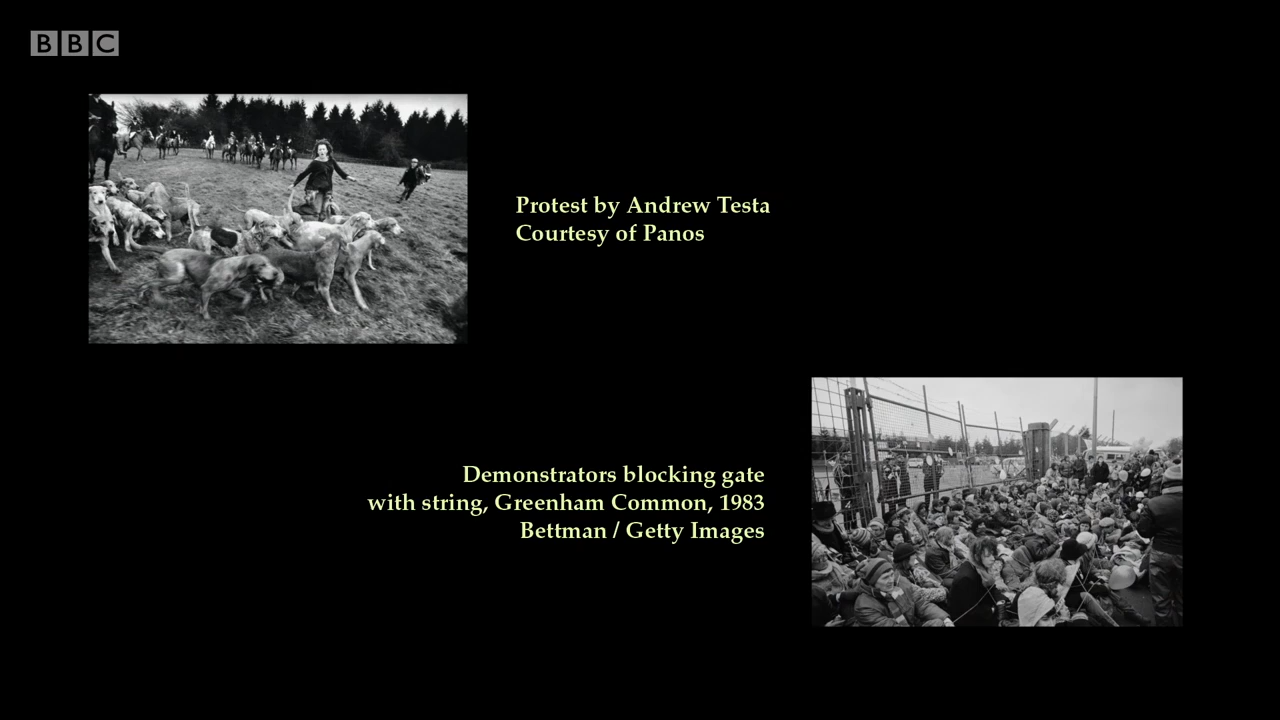 BBC
Protest by Andrew Testa
Courtesy of Panos
Demonstrators blocking gate
with string, Greenham Common, 1983
Bettman / Getty Images